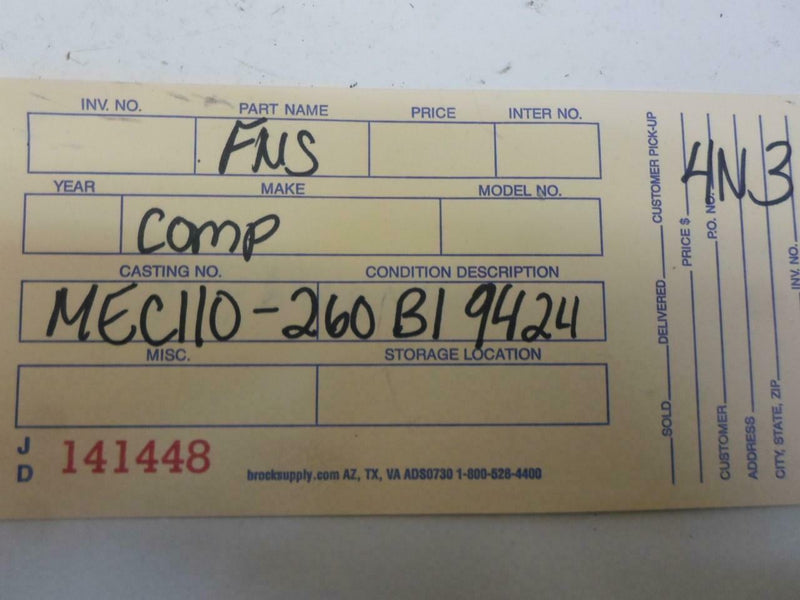 INV. NO. PART NAME PRICE INTER NO.
FNS
YEAR MAKE MODEL NO.
comp
CASTING NO. CONDITION DESCRIPTION
MEC110-260 B1 9424
MISC. STORAGE LOCATION
JD 141448
brocksupply.com AZ, TX, VA ADS0730 1-800-528-4400
SOLD DELIVERED CUSTOMER PICK-UP
PRICE $
4N3
CUSTOMER P.O. NO.
ADDRESS
CITY, STATE, ZIP
INV. NO.